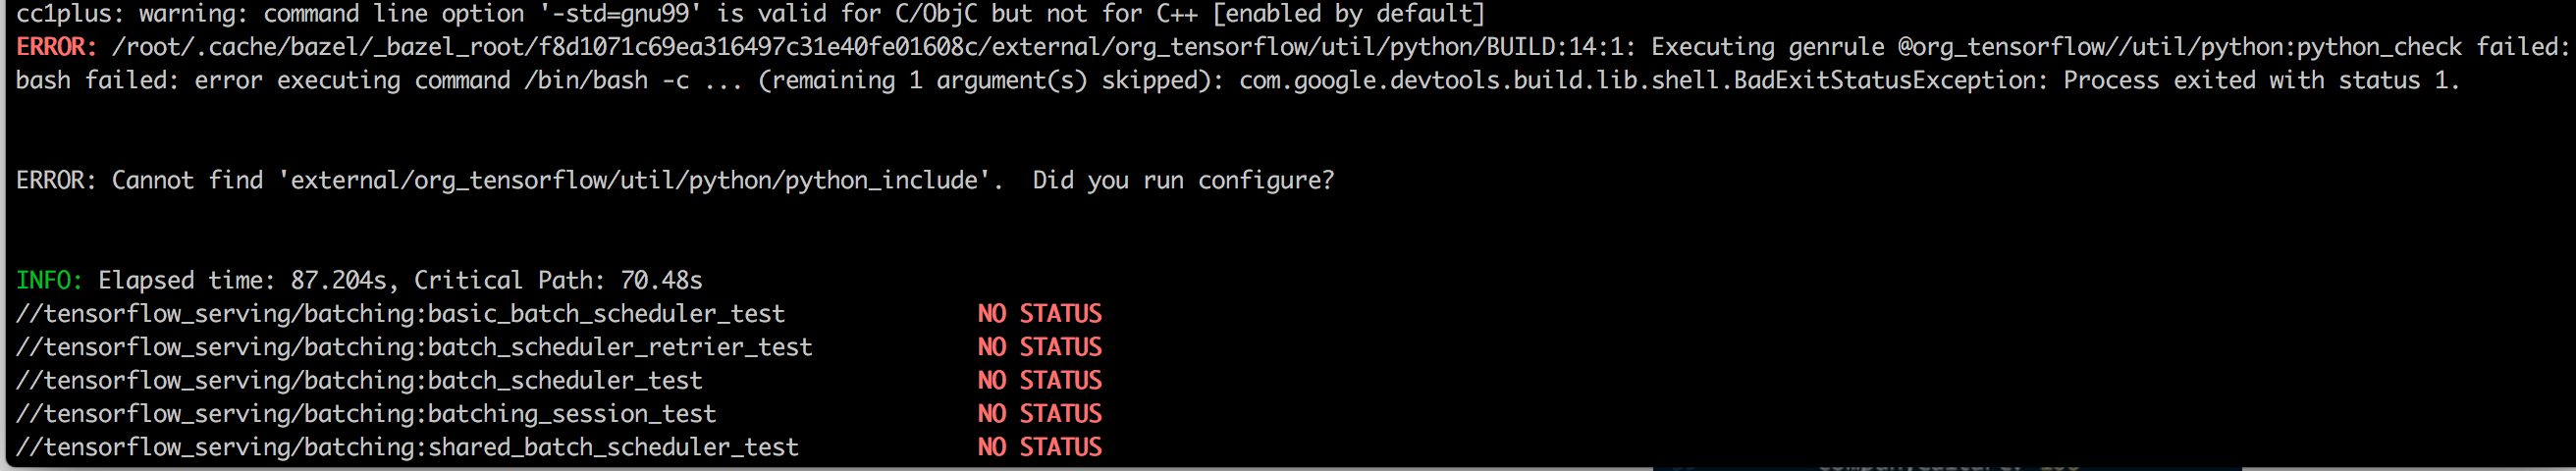 cc1plus: warning: command line option '-std=gnu99' is valid for C/ObjC but not for C++ [enabled by default]
ERROR: /root/.cache/bazel/_bazel_root/f8d1071c69ea316497c31e40fe01608c/external/org_tensorflow/util/python/BUILD:14:1: Executing genrule @org_tensorflow//util/python:python_check failed:
bash failed: error executing command /bin/bash -c ... (remaining 1 argument(s) skipped): com.google.devtools.build.lib.shell.BadExitStatusException: Process exited with status 1.
ERROR: Cannot find 'external/org_tensorflow/util/python/python_include'.  Did you run configure?
INFO: Elapsed time: 87.204s, Critical Path: 70.48s
//tensorflow_serving/batching:basic_batch_scheduler_test NO STATUS
//tensorflow_serving/batching:batch_scheduler_retrier_test NO STATUS
//tensorflow_serving/batching:batch_scheduler_test NO STATUS
//tensorflow_serving/batching:batching_session_test NO STATUS
//tensorflow_serving/batching:shared_batch_scheduler_test NO STATUS